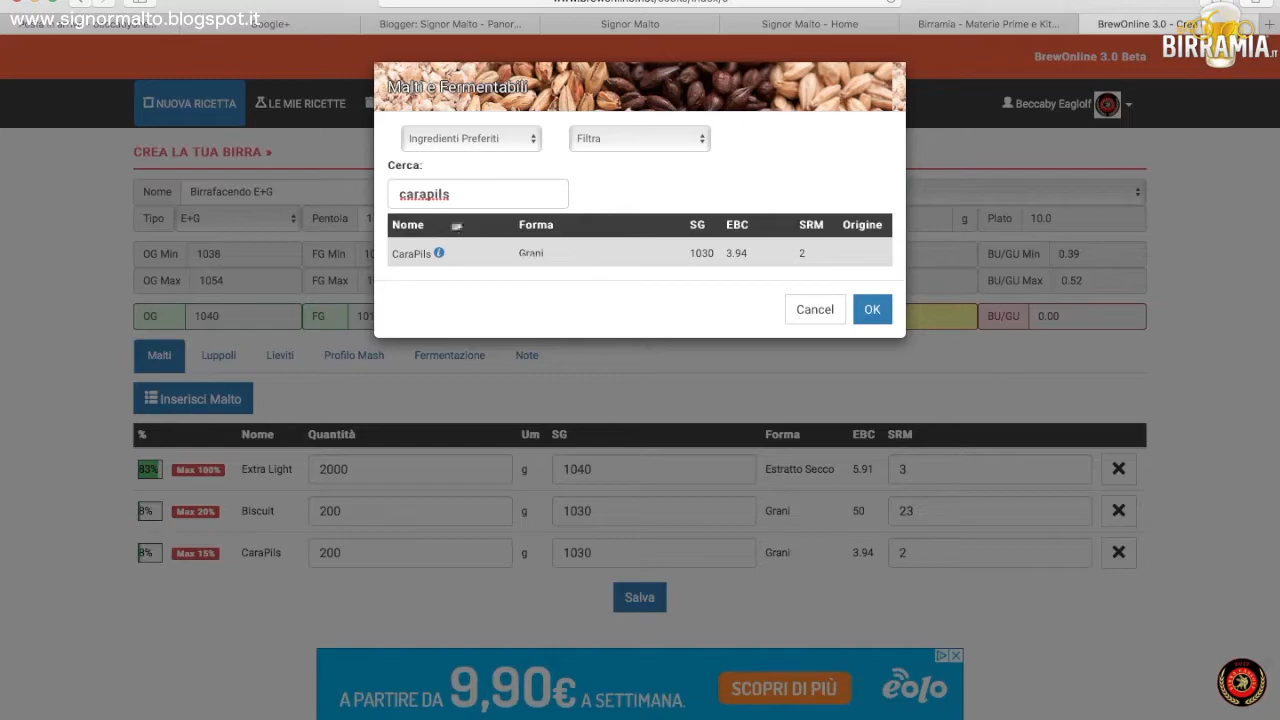 www.signormalto.blogspot.it
Google+
Blogger: Signor Malto - Panor...
Signor Malto
Signor Malto - Home
Birramia - Materie Prime e Kit...
BrewOnline 3.0 - Crea l
BrewOnline 3.0 Beta
BIRRAMIA.IT
NUOVA RICETTA
LE MIE RICETTE
Beccaby Eaglolf
Malti e Fermentabili
Ingredienti Preferiti
Filtra
Cerca:
carapils
Nome Forma SG EBC SRM Origine
CaraPils Grani 1030 3.94 2
Cancel OK
CREA LA TUA BIRRA »
Nome Birrafacendo E+G
Tipo E+G Pentola 1 g Plato 10.0
OG Min 1038 FG Min 10 BU/GU Min 0.39
OG Max 1054 FG Max 10 BU/GU Max 0.52
OG 1040 FG 101 BU/GU 0.00
Malti Luppoli Lieviti Profilo Mash Fermentazione Note
Inserisci Malto
% Nome Quantità Um SG Forma EBC SRM
83% Max 100% Extra Light 2000 g 1040 Estratto Secco 5.91 3
8% Max 20% Biscuit 200 g 1030 Grani 50 23
8% Max 15% CaraPils 200 g 1030 Grani 3.94 2
Salva
A PARTIRE DA 9,90€ A SETTIMANA. SCOPRI DI PIÙ eolo